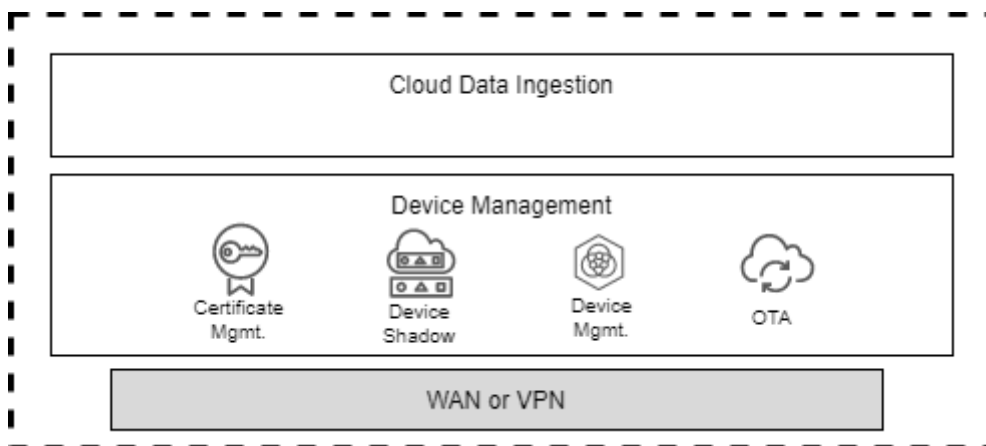 Cloud Data Ingestion
Device Management
Certificate
Mgmt.
Device
Shadow
Device
Mgmt.
OTA
WAN or VPN